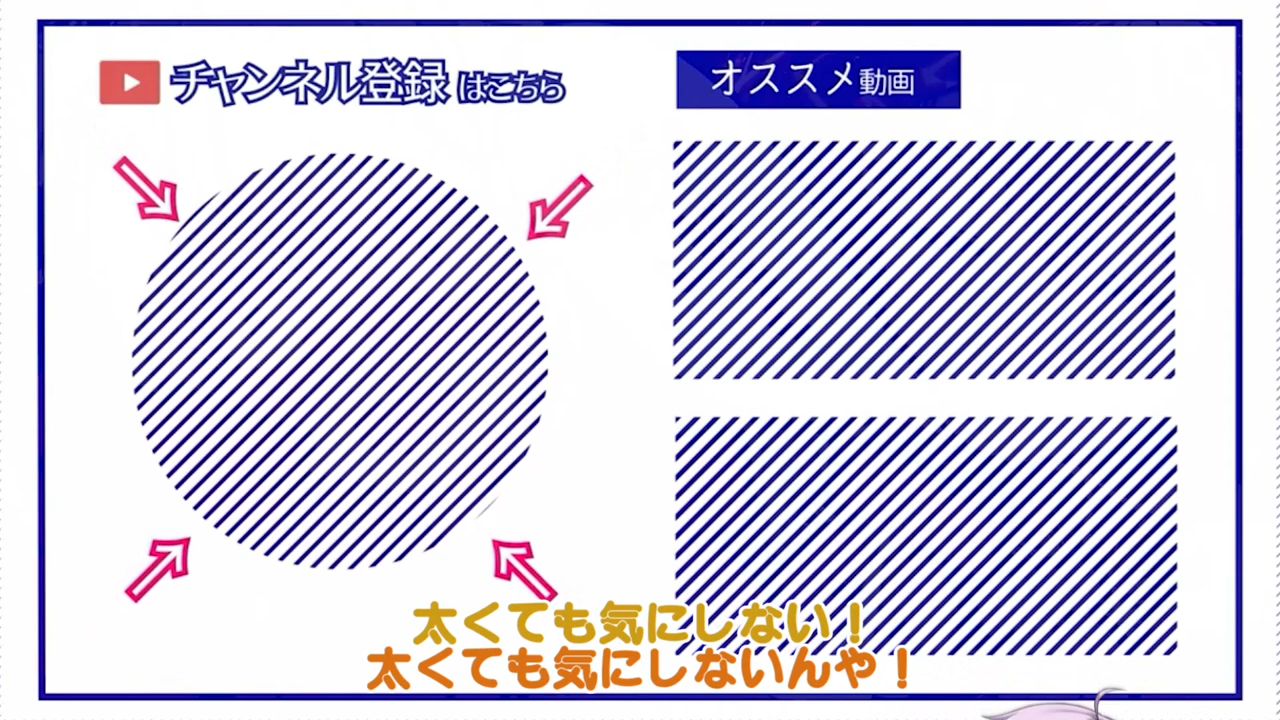 チャンネル登録 はこちら
オススメ動画
太くても気にしない！
太くても気にしないんや！